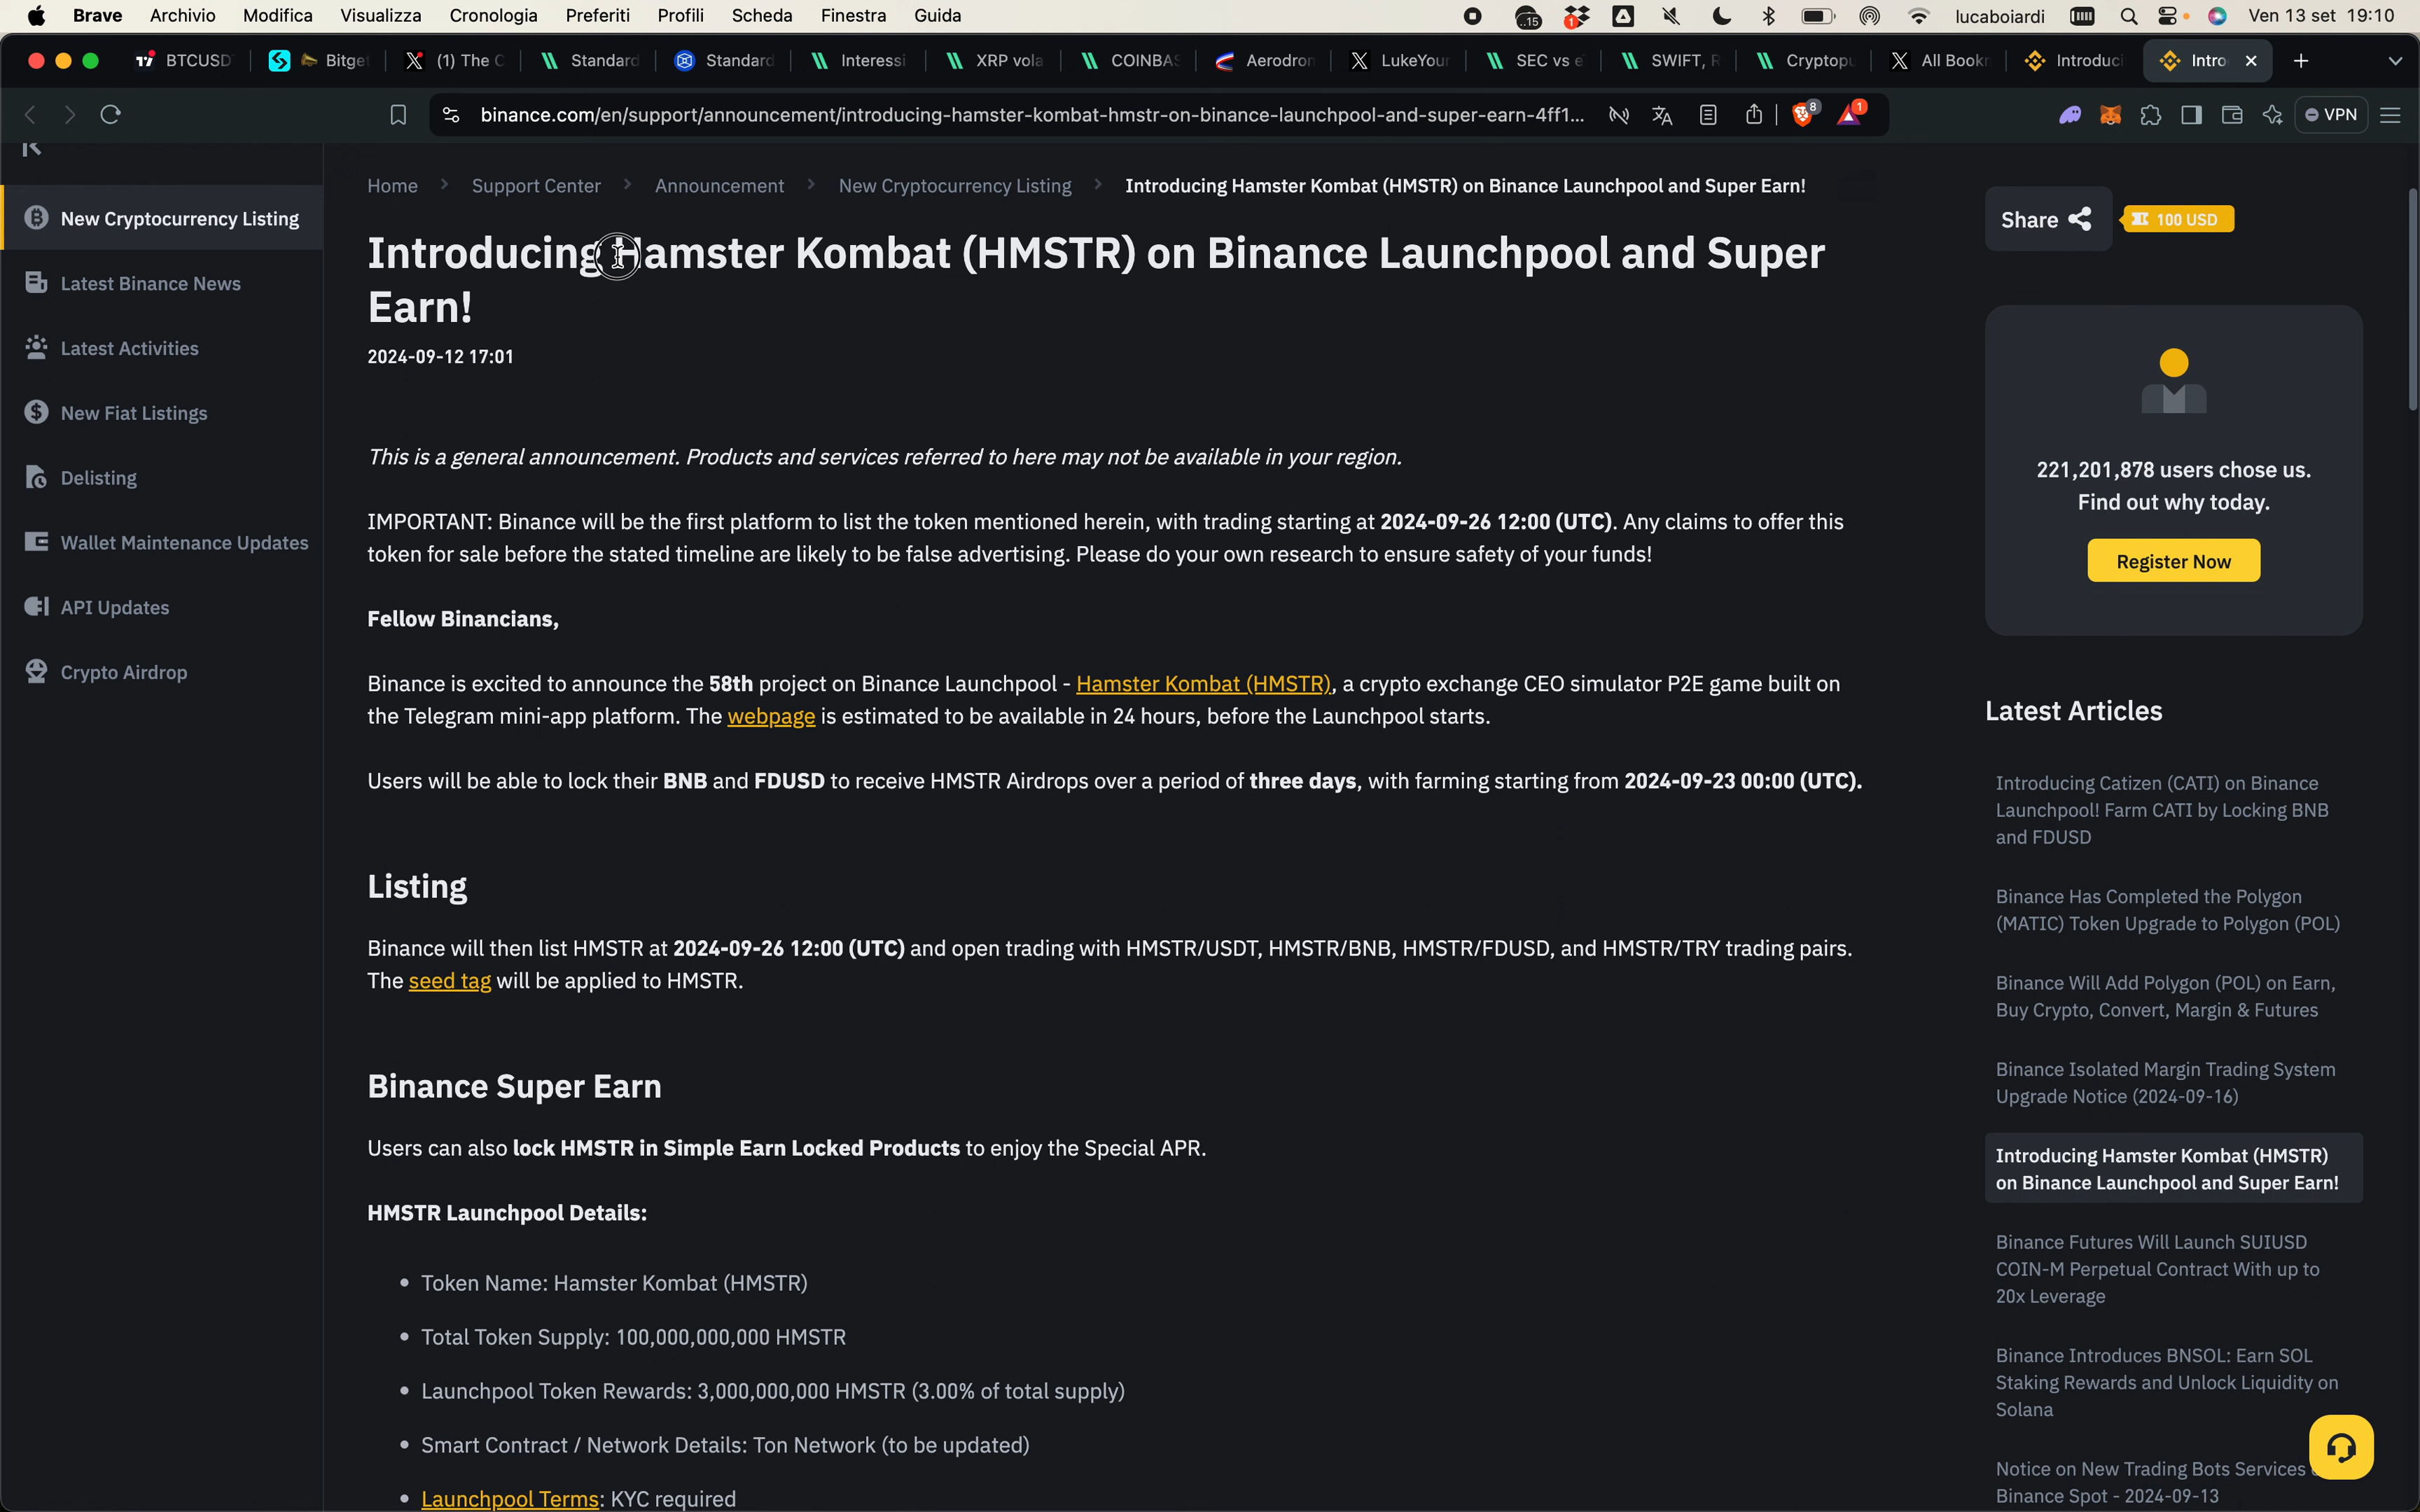 Brave Archivio Modifica Visualizza Cronologia Preferiti Profili Scheda Finestra Guida
..15 1 lucaboiardi Ven 13 set 19:10
BTCUSD Bitget (1) The C Standard Standard Interessi XRP vola COINBAS Aerodrom LukeYour SEC vs e SWIFT, R Cryptopu All Bookm Introduci Intro
binance.com/en/support/announcement/introducing-hamster-kombat-hmstr-on-binance-launchpool-and-super-earn-4ff1...
8 1 VPN
New Cryptocurrency Listing
Latest Binance News
Latest Activities
New Fiat Listings
Delisting
Wallet Maintenance Updates
API Updates
Crypto Airdrop
Home > Support Center > Announcement > New Cryptocurrency Listing > Introducing Hamster Kombat (HMSTR) on Binance Launchpool and Super Earn!
Introducing Hamster Kombat (HMSTR) on Binance Launchpool and Super
Earn!
2024-09-12 17:01
This is a general announcement. Products and services referred to here may not be available in your region.
IMPORTANT: Binance will be the first platform to list the token mentioned herein, with trading starting at 2024-09-26 12:00 (UTC). Any claims to offer this
token for sale before the stated timeline are likely to be false advertising. Please do your own research to ensure safety of your funds!
Fellow Binancians,
Binance is excited to announce the 58th project on Binance Launchpool - Hamster Kombat (HMSTR), a crypto exchange CEO simulator P2E game built on
the Telegram mini-app platform. The webpage is estimated to be available in 24 hours, before the Launchpool starts.
Users will be able to lock their BNB and FDUSD to receive HMSTR Airdrops over a period of three days, with farming starting from 2024-09-23 00:00 (UTC).
Listing
Binance will then list HMSTR at 2024-09-26 12:00 (UTC) and open trading with HMSTR/USDT, HMSTR/BNB, HMSTR/FDUSD, and HMSTR/TRY trading pairs.
The seed tag will be applied to HMSTR.
Binance Super Earn
Users can also lock HMSTR in Simple Earn Locked Products to enjoy the Special APR.
HMSTR Launchpool Details:
• Token Name: Hamster Kombat (HMSTR)
• Total Token Supply: 100,000,000,000 HMSTR
• Launchpool Token Rewards: 3,000,000,000 HMSTR (3.00% of total supply)
• Smart Contract / Network Details: Ton Network (to be updated)
• Launchpool Terms: KYC required
Share 100 USD
221,201,878 users chose us.
Find out why today.
Register Now
Latest Articles
Introducing Catizen (CATI) on Binance
Launchpool! Farm CATI by Locking BNB
and FDUSD
Binance Has Completed the Polygon
(MATIC) Token Upgrade to Polygon (POL)
Binance Will Add Polygon (POL) on Earn,
Buy Crypto, Convert, Margin & Futures
Binance Isolated Margin Trading System
Upgrade Notice (2024-09-16)
Introducing Hamster Kombat (HMSTR)
on Binance Launchpool and Super Earn!
Binance Futures Will Launch SUIUSD
COIN-M Perpetual Contract With up to
20x Leverage
Binance Introduces BNSOL: Earn SOL
Staking Rewards and Unlock Liquidity on
Solana
Notice on New Trading Bots Services
Binance Spot - 2024-09-13